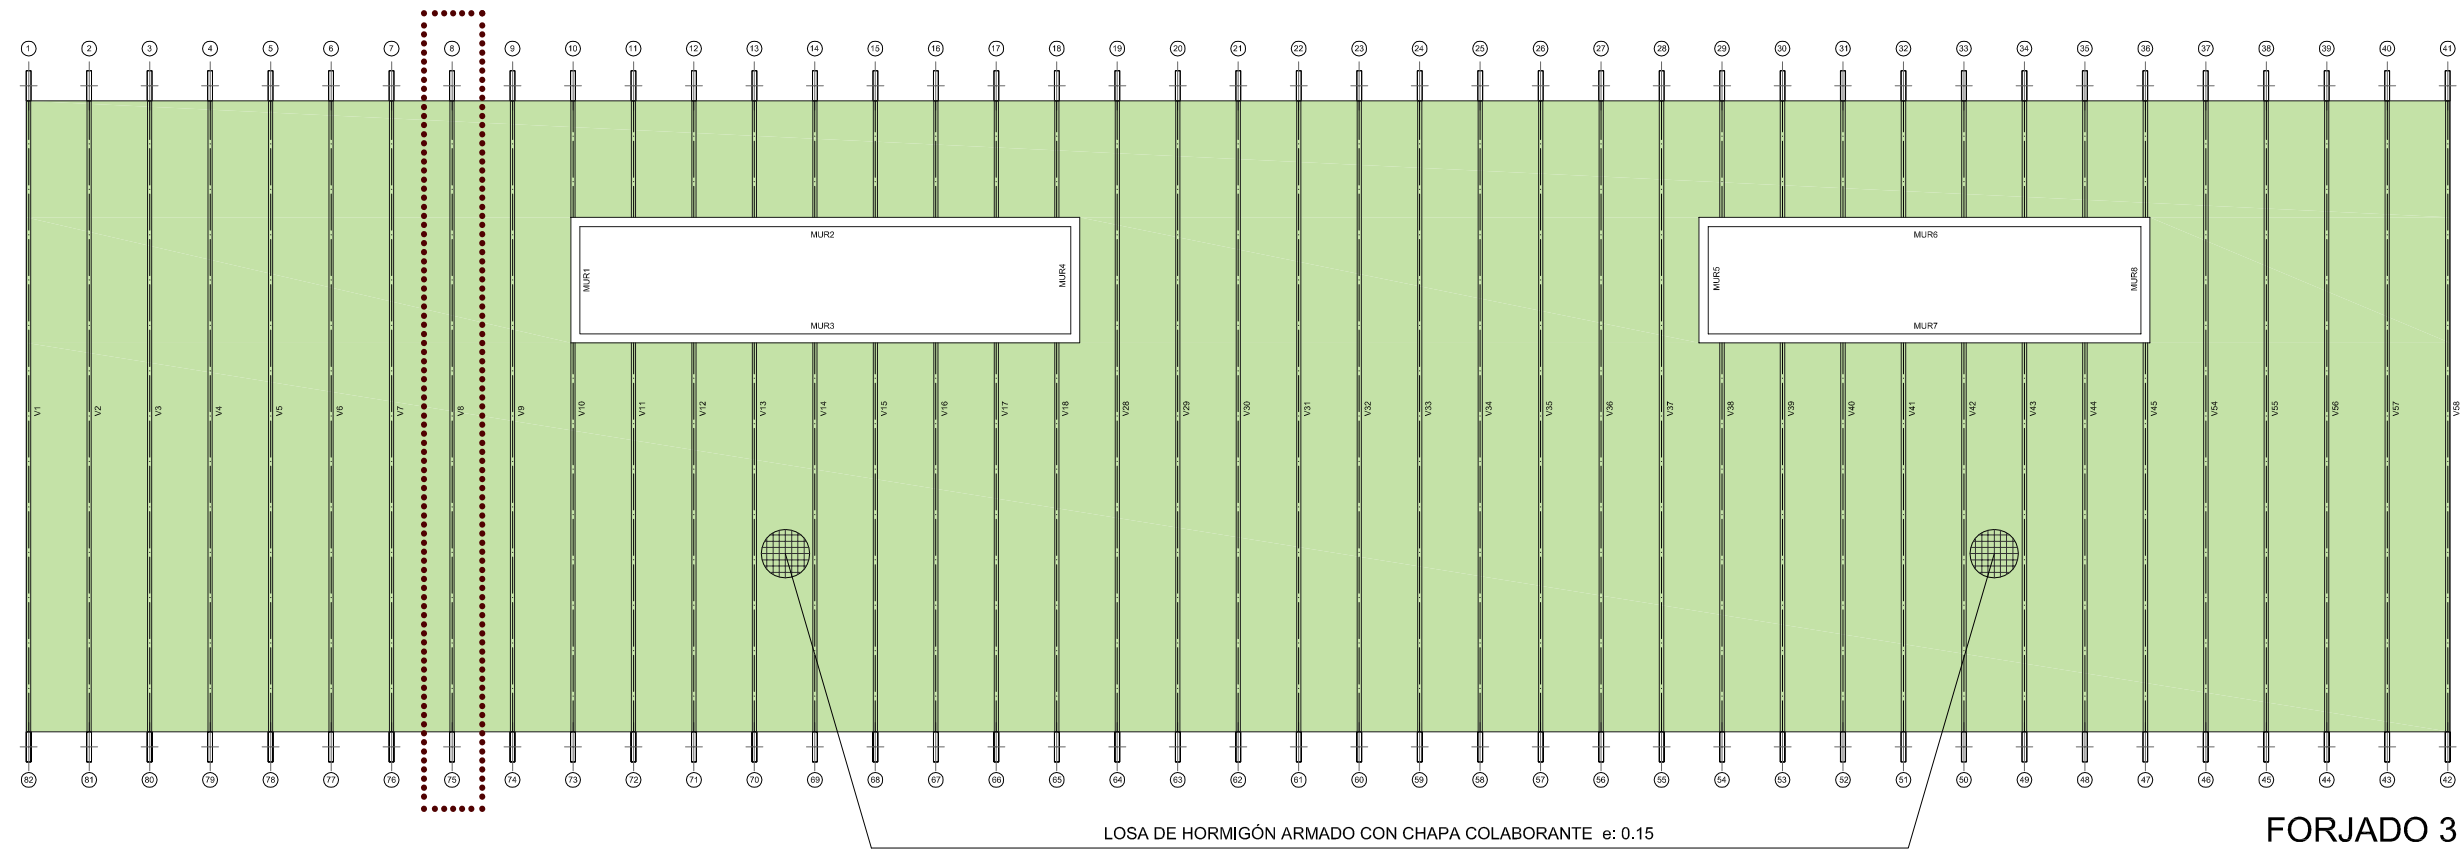 1 2 3 4 5 6 7 8 9 10 11 12 13 14 15 16 17 18 19 20 21 22 23 24 25 26 27 28 29 30 31 32 33 34 35 36 37 38 39 40 41
MUR2
MUR6
MUR1
MUR4
MUR5
MUR8
MUR3
MUR7
V1 V2 V3 V4 V5 V6 V7 V8 V9 V10 V11 V12 V13 V14 V15 V16 V17 V18 V28 V29 V30 V31 V32 V33 V34 V35 V36 V37 V38 V39 V40 V41 V42 V43 V44 V45 V54 V55 V56 V57 V58
82 81 80 79 78 77 76 75 74 73 72 71 70 69 68 67 66 65 64 63 62 61 60 59 58 57 56 55 54 53 52 51 50 49 48 47 46 45 44 43 42
LOSA DE HORMIGÓN ARMADO CON CHAPA COLABORANTE e: 0.15
FORJADO 3